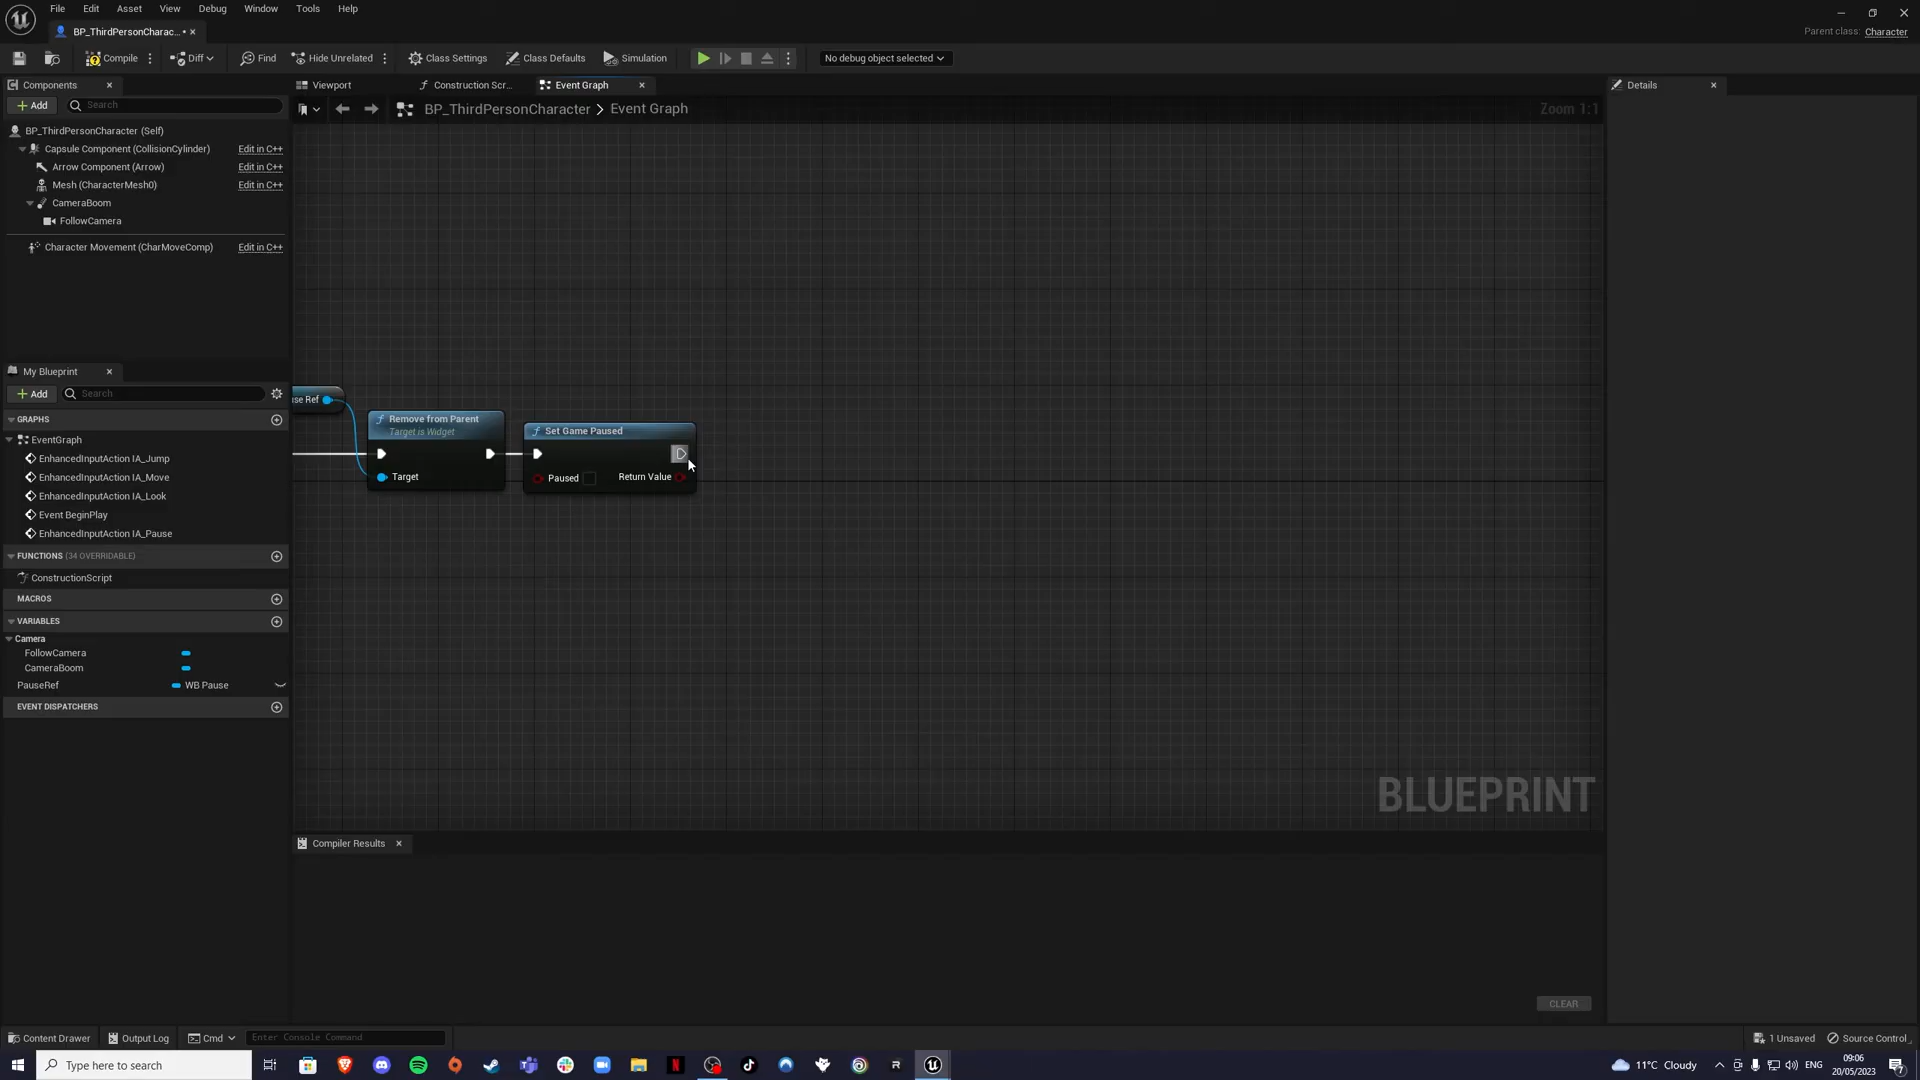 File Edit Asset View Debug Window Tools Help
BP_ThirdPersonCharac...
Parent class: Character
Compile Diff Find Hide Unrelated Class Settings Class Defaults Simulation No debug object selected
Components Viewport Construction Scr... Event Graph Details
Add Search
BP_ThirdPersonCharacter > Event Graph Zoom 1:1
BP_ThirdPersonCharacter (Self)
Capsule Component (CollisionCylinder) Edit in C++
Arrow Component (Arrow) Edit in C++
Mesh (CharacterMesh0) Edit in C++
CameraBoom
FollowCamera
Character Movement (CharMoveComp) Edit in C++
My Blueprint
Add Search
GRAPHS
EventGraph
EnhancedInputAction IA_Jump
EnhancedInputAction IA_Move
EnhancedInputAction IA_Look
Event BeginPlay
EnhancedInputAction IA_Pause
FUNCTIONS (34 OVERRIDABLE)
ConstructionScript
MACROS
VARIABLES
Camera
FollowCamera
CameraBoom
PauseRef WB Pause
EVENT DISPATCHERS
use Ref
Remove from Parent
Target is Widget
Target
Set Game Paused
Paused Return Value
BLUEPRINT
Compiler Results
CLEAR
Content Drawer Output Log Cmd Enter Console Command 1 Unsaved Source Control
Type here to search 11°C Cloudy ENG 09:06
20/05/2023